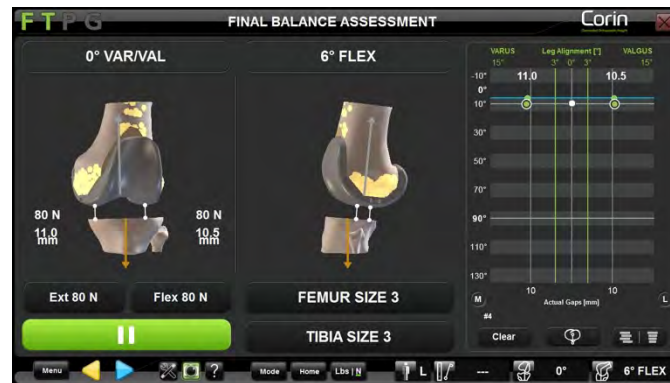 F T P G
FINAL BALANCE ASSESSMENT
Corin
0° VAR/VAL
6° FLEX
80 N
11.0
mm
80 N
10.5
mm
Ext 80 N
Flex 80 N
FEMUR SIZE 3
TIBIA SIZE 3
VARUS Leg Alignment [°] VALGUS
15° 3° 0° 3° 15°
11.0 10.5
-10°
0°
10°
30°
50°
70°
90°
110°
130°
10 10
M Actual Gaps [mm] L
#4
Clear
Menu ? Mode Home Lbs | N L --- 0° 6° FLEX